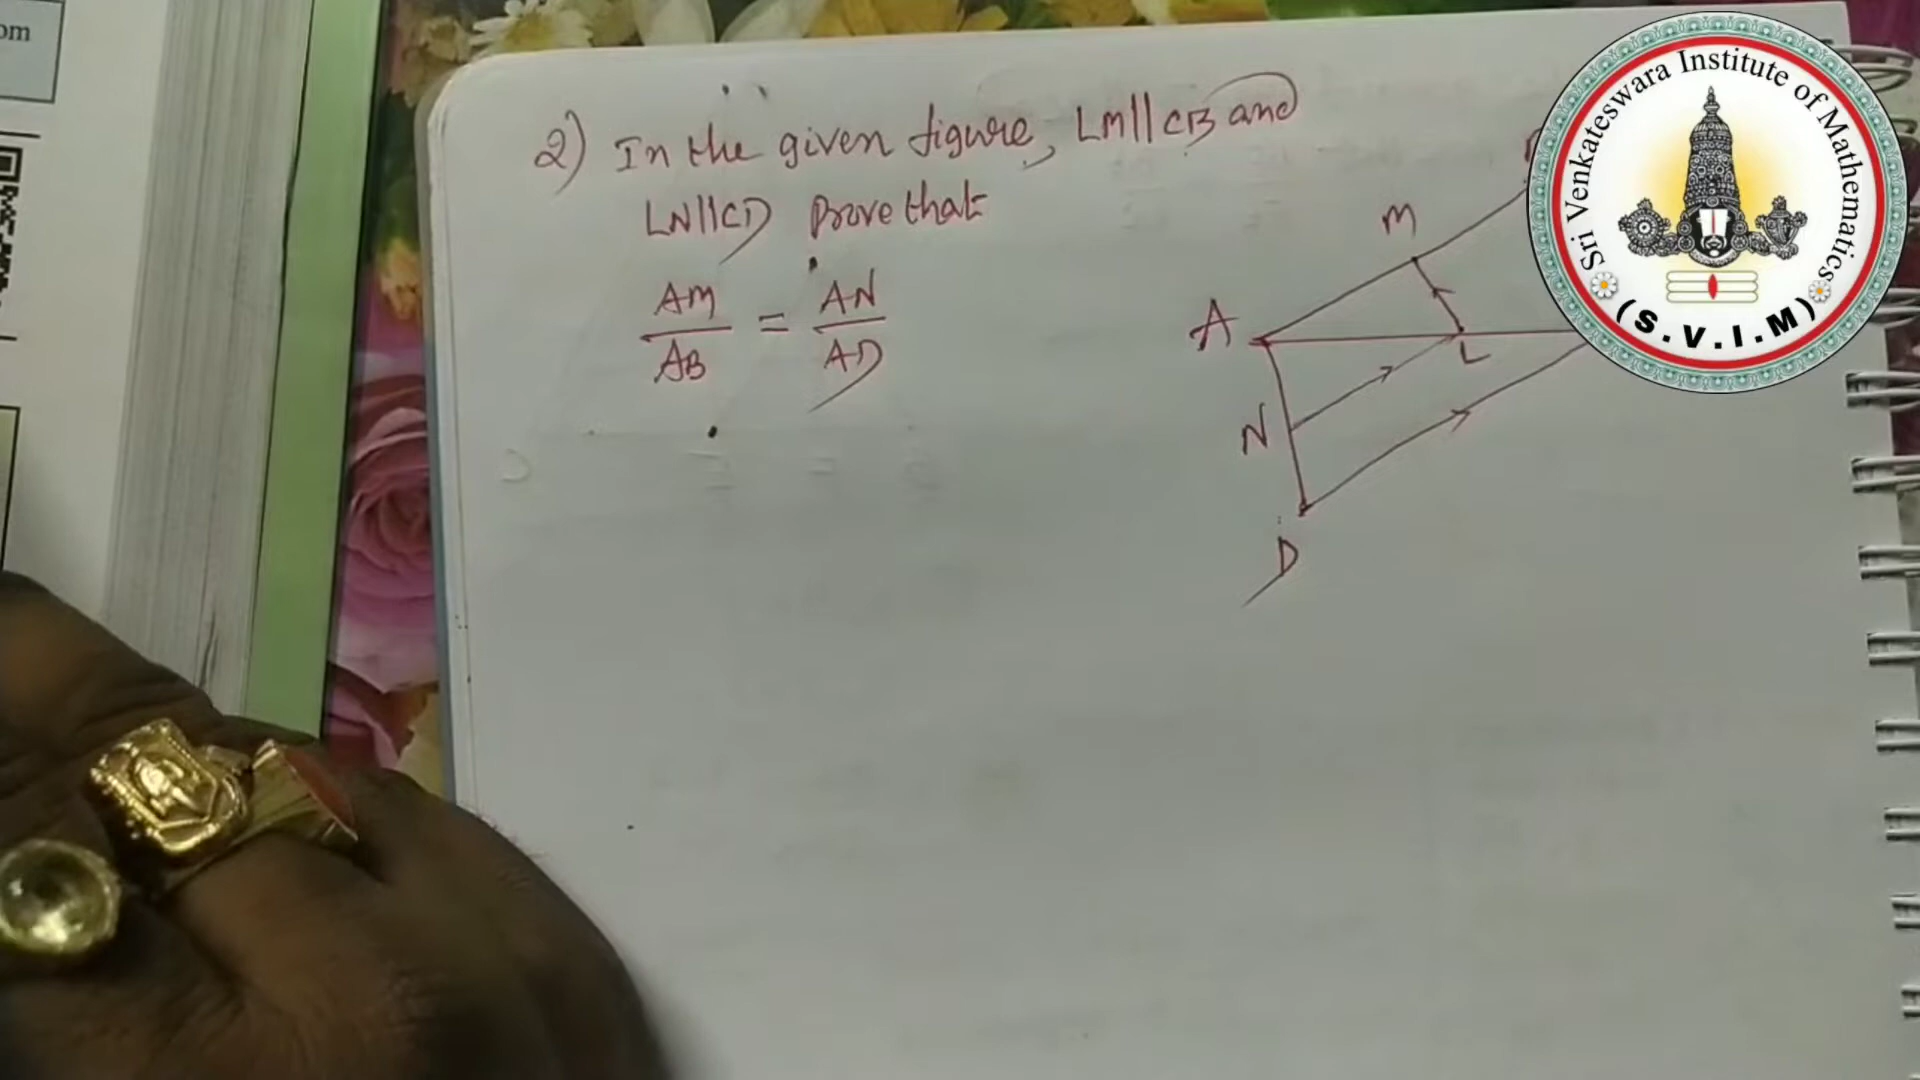 om
2) In the given figure, LM||CB and
LN||CD Prove that
AM
AB
=
AN
AD
M
A
L
N
D
Sri Venkateswara Institute of Mathematics
(S.V.I.M)